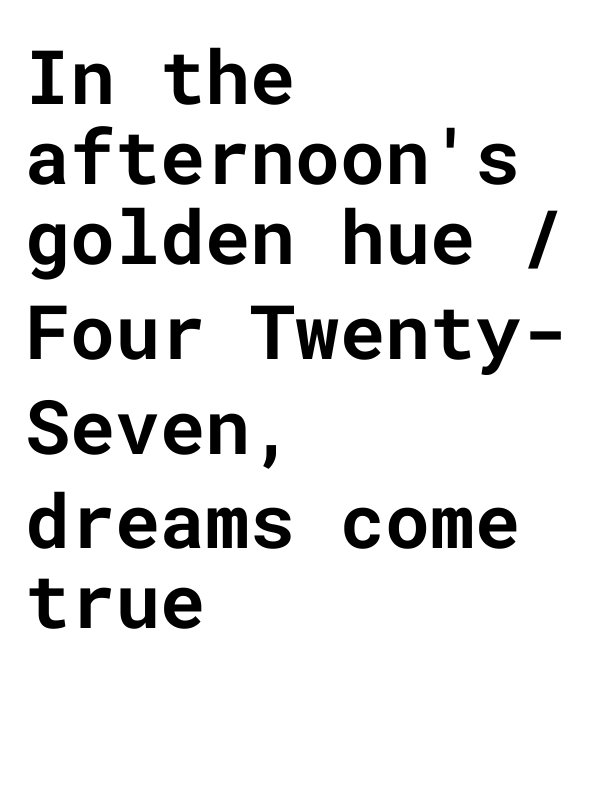 In the
afternoon's
golden hue /
Four Twenty-
Seven,
dreams come
true